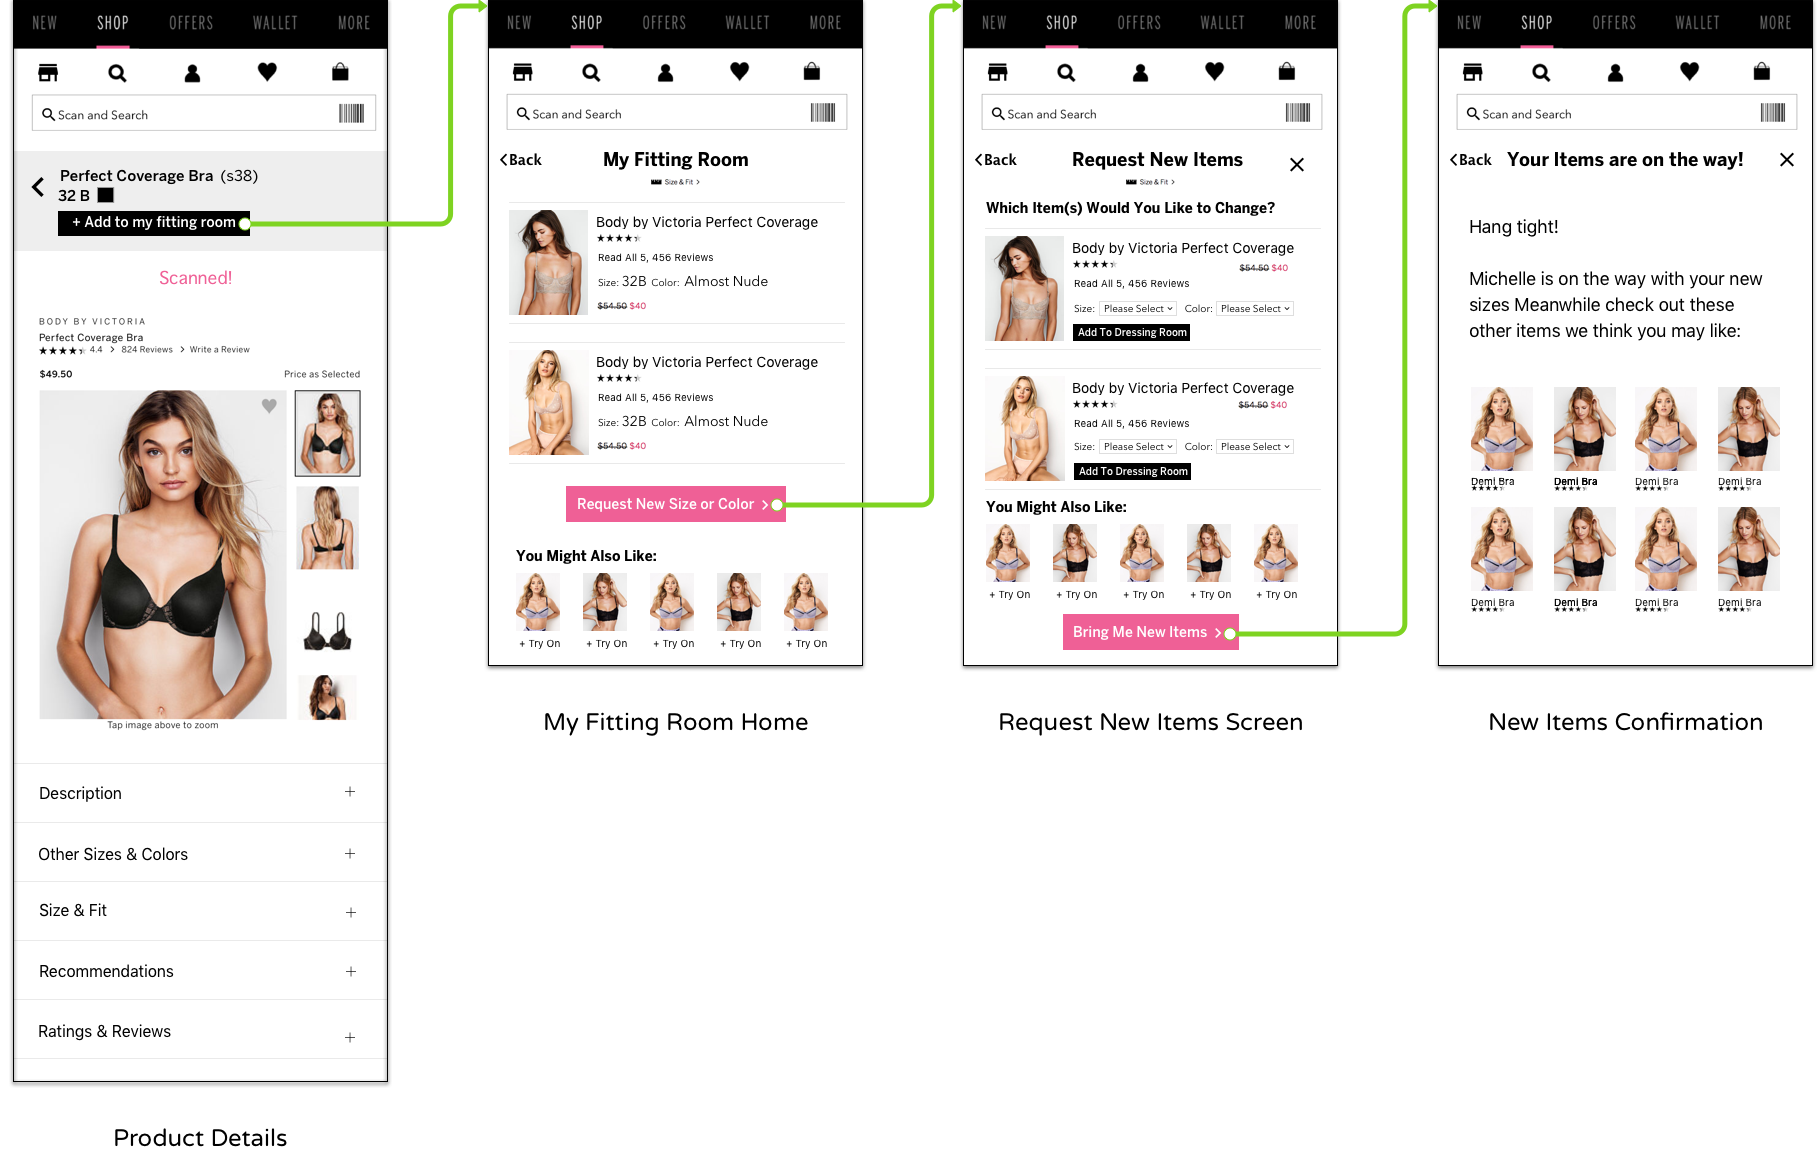 NEW SHOP OFFERS WALLET MORE
Scan and Search
Perfect Coverage Bra (s38)
32 B
+ Add to my fitting room
Scanned!
BODY BY VICTORIA
Perfect Coverage Bra
4.4 > 824 Reviews > Write a Review
$49.50 Price as Selected
Tap image above to zoom
Description +
Other Sizes & Colors +
Size & Fit +
Recommendations +
Ratings & Reviews +
Product Details
NEW SHOP OFFERS WALLET MORE
Scan and Search
<Back My Fitting Room
Size & Fit >
Body by Victoria Perfect Coverage
Read All 5, 456 Reviews
Size: 32B Color: Almost Nude
$54.50 $40
Body by Victoria Perfect Coverage
Read All 5, 456 Reviews
Size: 32B Color: Almost Nude
$54.50 $40
Request New Size or Color >
You Might Also Like:
+ Try On + Try On + Try On + Try On + Try On
My Fitting Room Home
NEW SHOP OFFERS WALLET MORE
Scan and Search
<Back Request New Items
Size & Fit >
Which Item(s) Would You Like to Change?
Body by Victoria Perfect Coverage
$54.50 $40
Read All 5, 456 Reviews
Size: Please Select Color: Please Select
Add To Dressing Room
Body by Victoria Perfect Coverage
$54.50 $40
Read All 5, 456 Reviews
Size: Please Select Color: Please Select
Add To Dressing Room
You Might Also Like:
+ Try On + Try On + Try On + Try On + Try On
Bring Me New Items >
Request New Items Screen
NEW SHOP OFFERS WALLET MORE
Scan and Search
<Back Your Items are on the way!
Hang tight!
Michelle is on the way with your new
sizes Meanwhile check out these
other items we think you may like:
Demi Bra Demi Bra Demi Bra Demi Bra
Demi Bra Demi Bra Demi Bra Demi Bra
New Items Confirmation